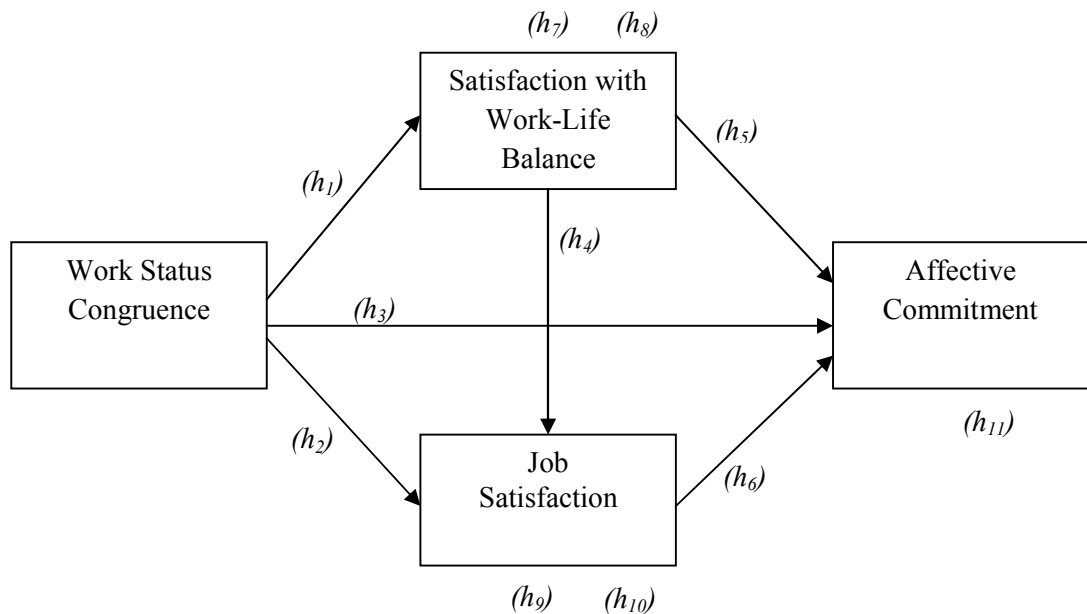 (h7) (h8)
Satisfaction with
Work-Life
Balance
(h5)
(h1)
(h4)
Work Status
Congruence
Affective
Commitment
(h3)
(h2)
(h11)
Job
Satisfaction
(h6)
(h9) (h10)